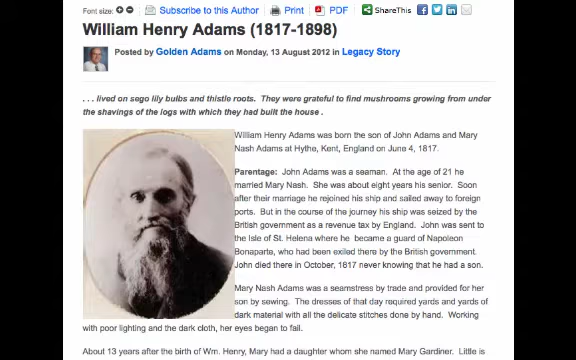 Font size: Subscribe to this Author Print PDF ShareThis
William Henry Adams (1817-1898)
Posted by Golden Adams on Monday, 13 August 2012 in Legacy Story
. . . lived on sego lily bulbs and thistle roots. They were grateful to find mushrooms growing from under
the shavings of the logs with which they had built the house .
William Henry Adams was born the son of John Adams and Mary
Nash Adams at Hythe, Kent, England on June 4, 1817.
Parentage: John Adams was a seaman. At the age of 21 he
married Mary Nash. She was about eight years his senior. Soon
after their marriage he rejoined his ship and sailed away to foreign
ports. But in the course of the journey his ship was seized by the
British government as a revenue tax by England. John was sent to
the Isle of St. Helena where he became a guard of Napoleon
Bonaparte, who had been exiled there by the British government.
John died there in October, 1817 never knowing that he had a son.
Mary Nash Adams was a seamstress by trade and provided for her
son by sewing. The dresses of that day required yards and yards of
dark material with all the delicate stitches done by hand. Working
with poor lighting and the dark cloth, her eyes began to fail.
About 13 years after the birth of Wm. Henry, Mary had a daughter whom she named Mary Gardiner. Little is